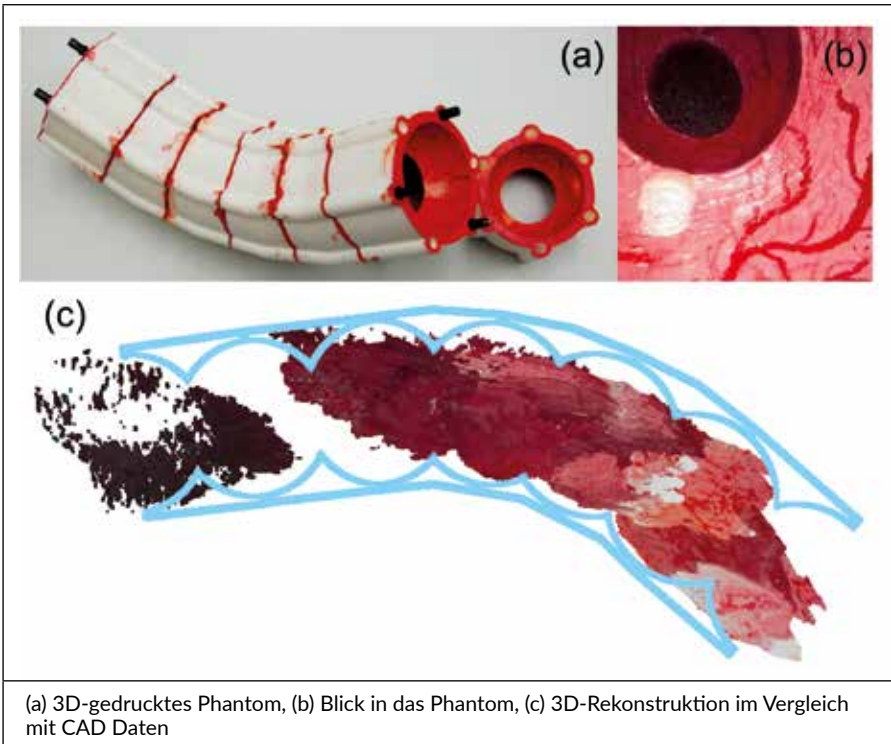 (a)
(b)
(c)
(a) 3D-gedrucktes Phantom, (b) Blick in das Phantom, (c) 3D-Rekonstruktion im Vergleich
mit CAD Daten